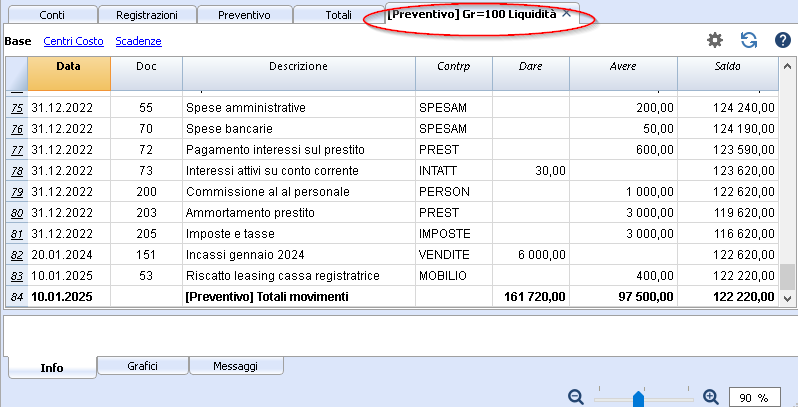 Conti Registrazioni Preventivo Totali [Preventivo] Gr=100 Liquidità
Base Centri Costo Scadenze
Data Doc Descrizione Contrp Dare Avere Saldo
75 31.12.2022 55 Spese amministrative SPESAM 200,00 124 240,00
76 31.12.2022 70 Spese bancarie SPESAM 50,00 124 190,00
77 31.12.2022 72 Pagamento interessi sul prestito PREST 600,00 123 590,00
78 31.12.2022 73 Interessi attivi su conto corrente INTATT 30,00 123 620,00
79 31.12.2022 200 Commissione al al personale PERSON 1 000,00 122 620,00
80 31.12.2022 203 Ammortamento prestito PREST 3 000,00 119 620,00
81 31.12.2022 205 Imposte e tasse IMPOSTE 3 000,00 116 620,00
82 20.01.2024 151 Incassi gennaio 2024 VENDITE 6 000,00 122 620,00
83 10.01.2025 53 Riscatto leasing cassa registratrice MOBILIO 400,00 122 220,00
84 10.01.2025 [Preventivo] Totali movimenti 161 720,00 97 500,00 122 220,00
Info Grafici Messaggi
90 %